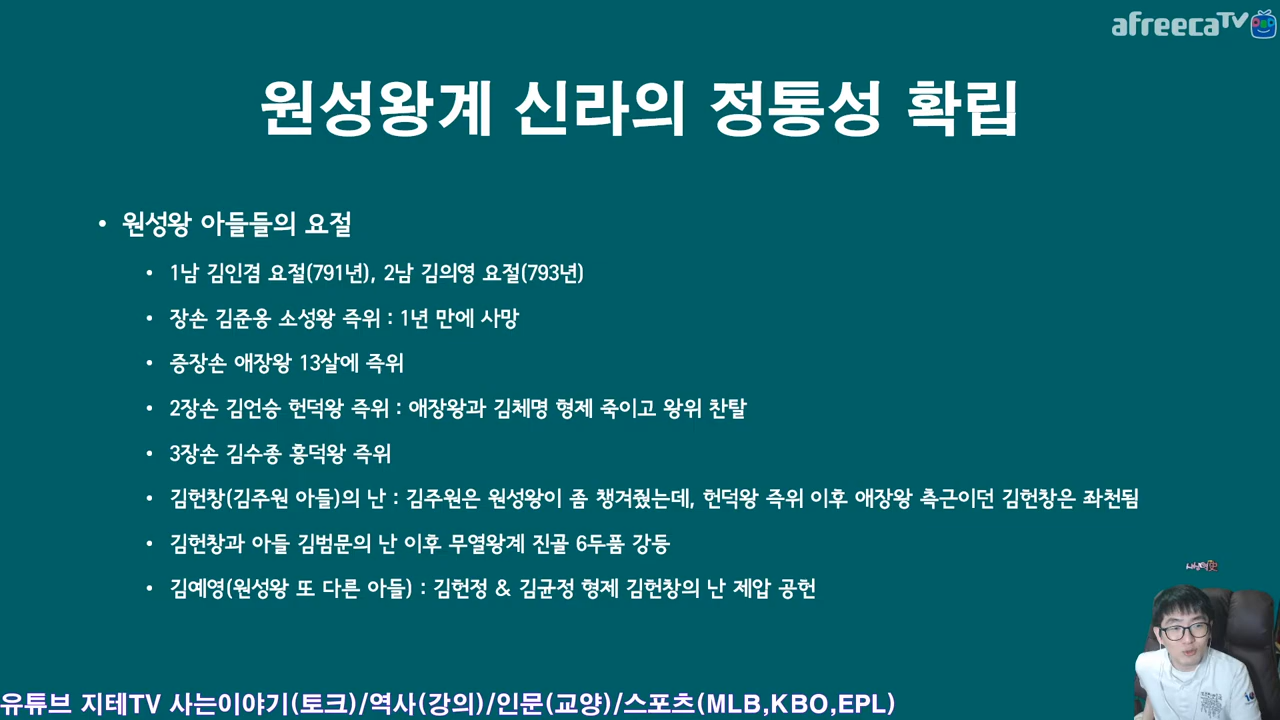 afreecaTV
원성왕계 신라의 정통성 확립
• 원성왕 아들들의 요절
• 1남 김인겸 요절(791년), 2남 김의영 요절(793년)
• 장손 김준옹 소성왕 즉위 : 1년 만에 사망
• 증장손 애장왕 13살에 즉위
• 2장손 김언승 헌덕왕 즉위 : 애장왕과 김체명 형제 죽이고 왕위 찬탈
• 3장손 김수종 흥덕왕 즉위
• 김헌창(김주원 아들)의 난 : 김주원은 원성왕이 좀 챙겨줬는데, 헌덕왕 즉위 이후 애장왕 측근이던 김헌창은 좌천됨
• 김헌창과 아들 김범문의 난 이후 무열왕계 진골 6두품 강등
• 김예영(원성왕 또 다른 아들) : 김헌정 & 김균정 형제 김헌창의 난 제압 공헌
유튜브 지테TV 사는이야기(토크)/역사(강의)/인문(교양)/스포츠(MLB,KBO,EPL)